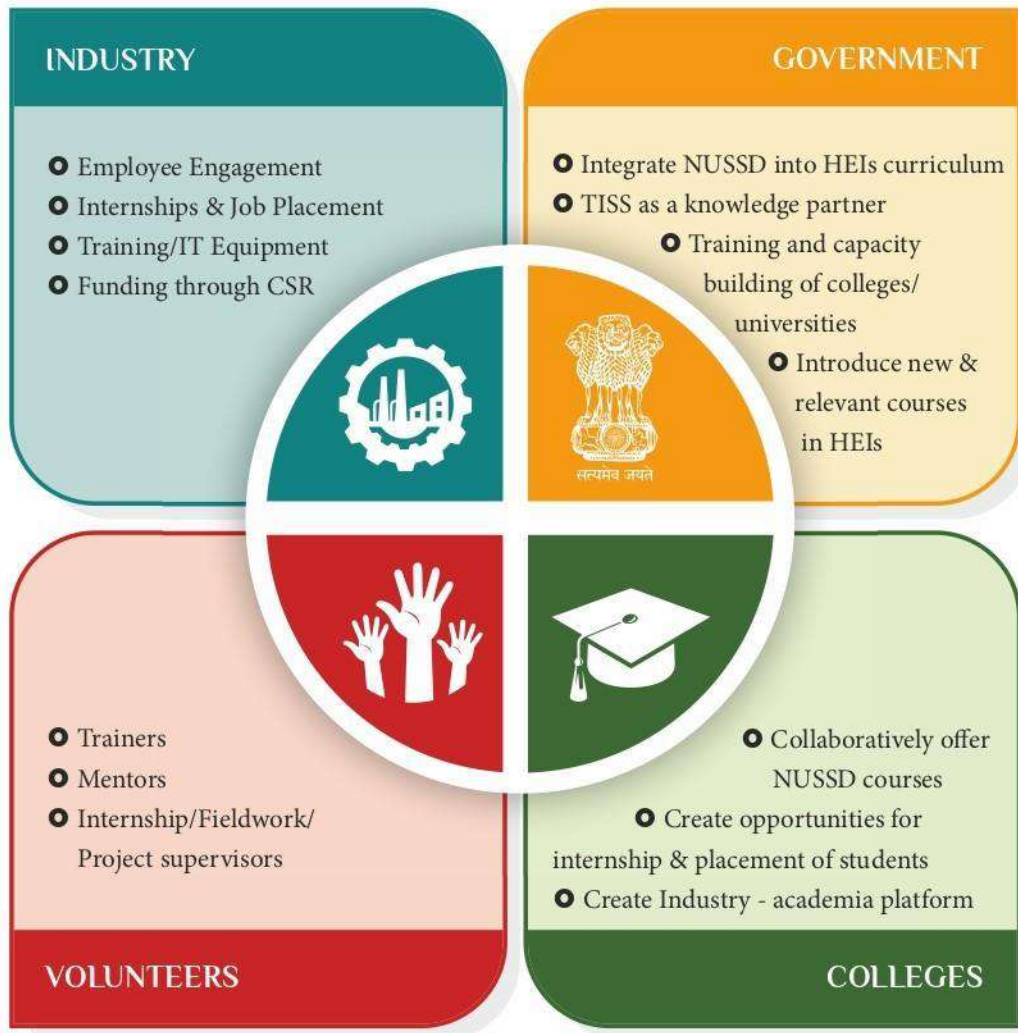 INDUSTRY
Employee Engagement
Internships & Job Placement
Training/IT Equipment
Funding through CSR
GOVERNMENT
Integrate NUSSD into HEIs curriculum
TISS as a knowledge partner
Training and capacity
building of colleges/
universities
Introduce new &
relevant courses
in HEIs
सत्यमेव जयते
Trainers
Mentors
Internship/Fieldwork/
Project supervisors
VOLUNTEERS
Collaboratively offer
NUSSD courses
Create opportunities for
internship & placement of students
Create Industry - academia platform
COLLEGES